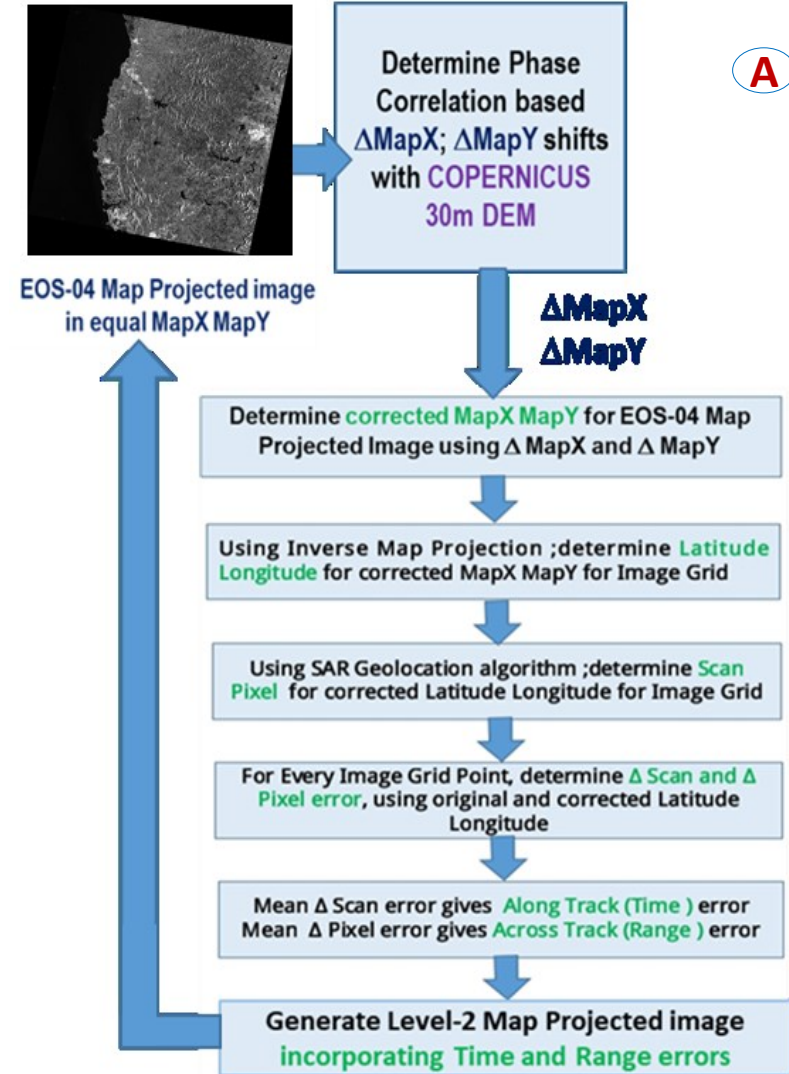 A
Determine Phase
Correlation based
ΔMapX; ΔMapY shifts
with COPERNICUS
30m DEM
EOS-04 Map Projected image
in equal MapX MapY
ΔMapX
ΔMapY
Determine corrected MapX MapY for EOS-04 Map
Projected Image using Δ MapX and Δ MapY
Using Inverse Map Projection ;determine Latitude
Longitude for corrected MapX MapY for Image Grid
Using SAR Geolocation algorithm ;determine Scan
Pixel for corrected Latitude Longitude for Image Grid
For Every Image Grid Point, determine Δ Scan and Δ
Pixel error, using original and corrected Latitude
Longitude
Mean Δ Scan error gives Along Track (Time ) error
Mean Δ Pixel error gives Across Track (Range ) error
Generate Level-2 Map Projected image
incorporating Time and Range errors